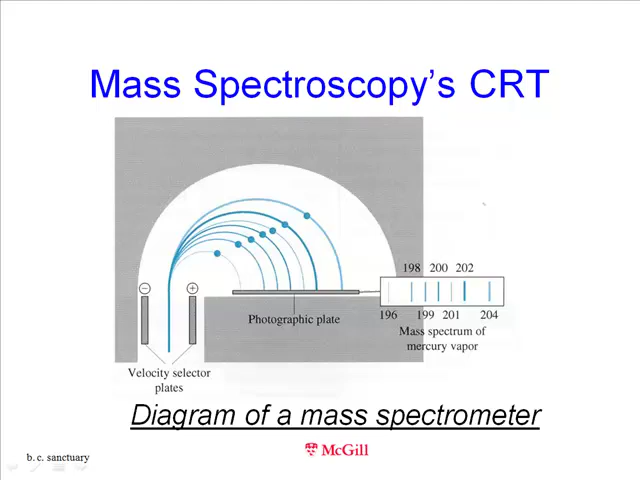 Mass Spectroscopy's CRT
198 200 202
196 199 201 204
Photographic plate
Mass spectrum of
mercury vapor
− +
Velocity selector
plates
Diagram of a mass spectrometer
b. c. sanctuary
McGill